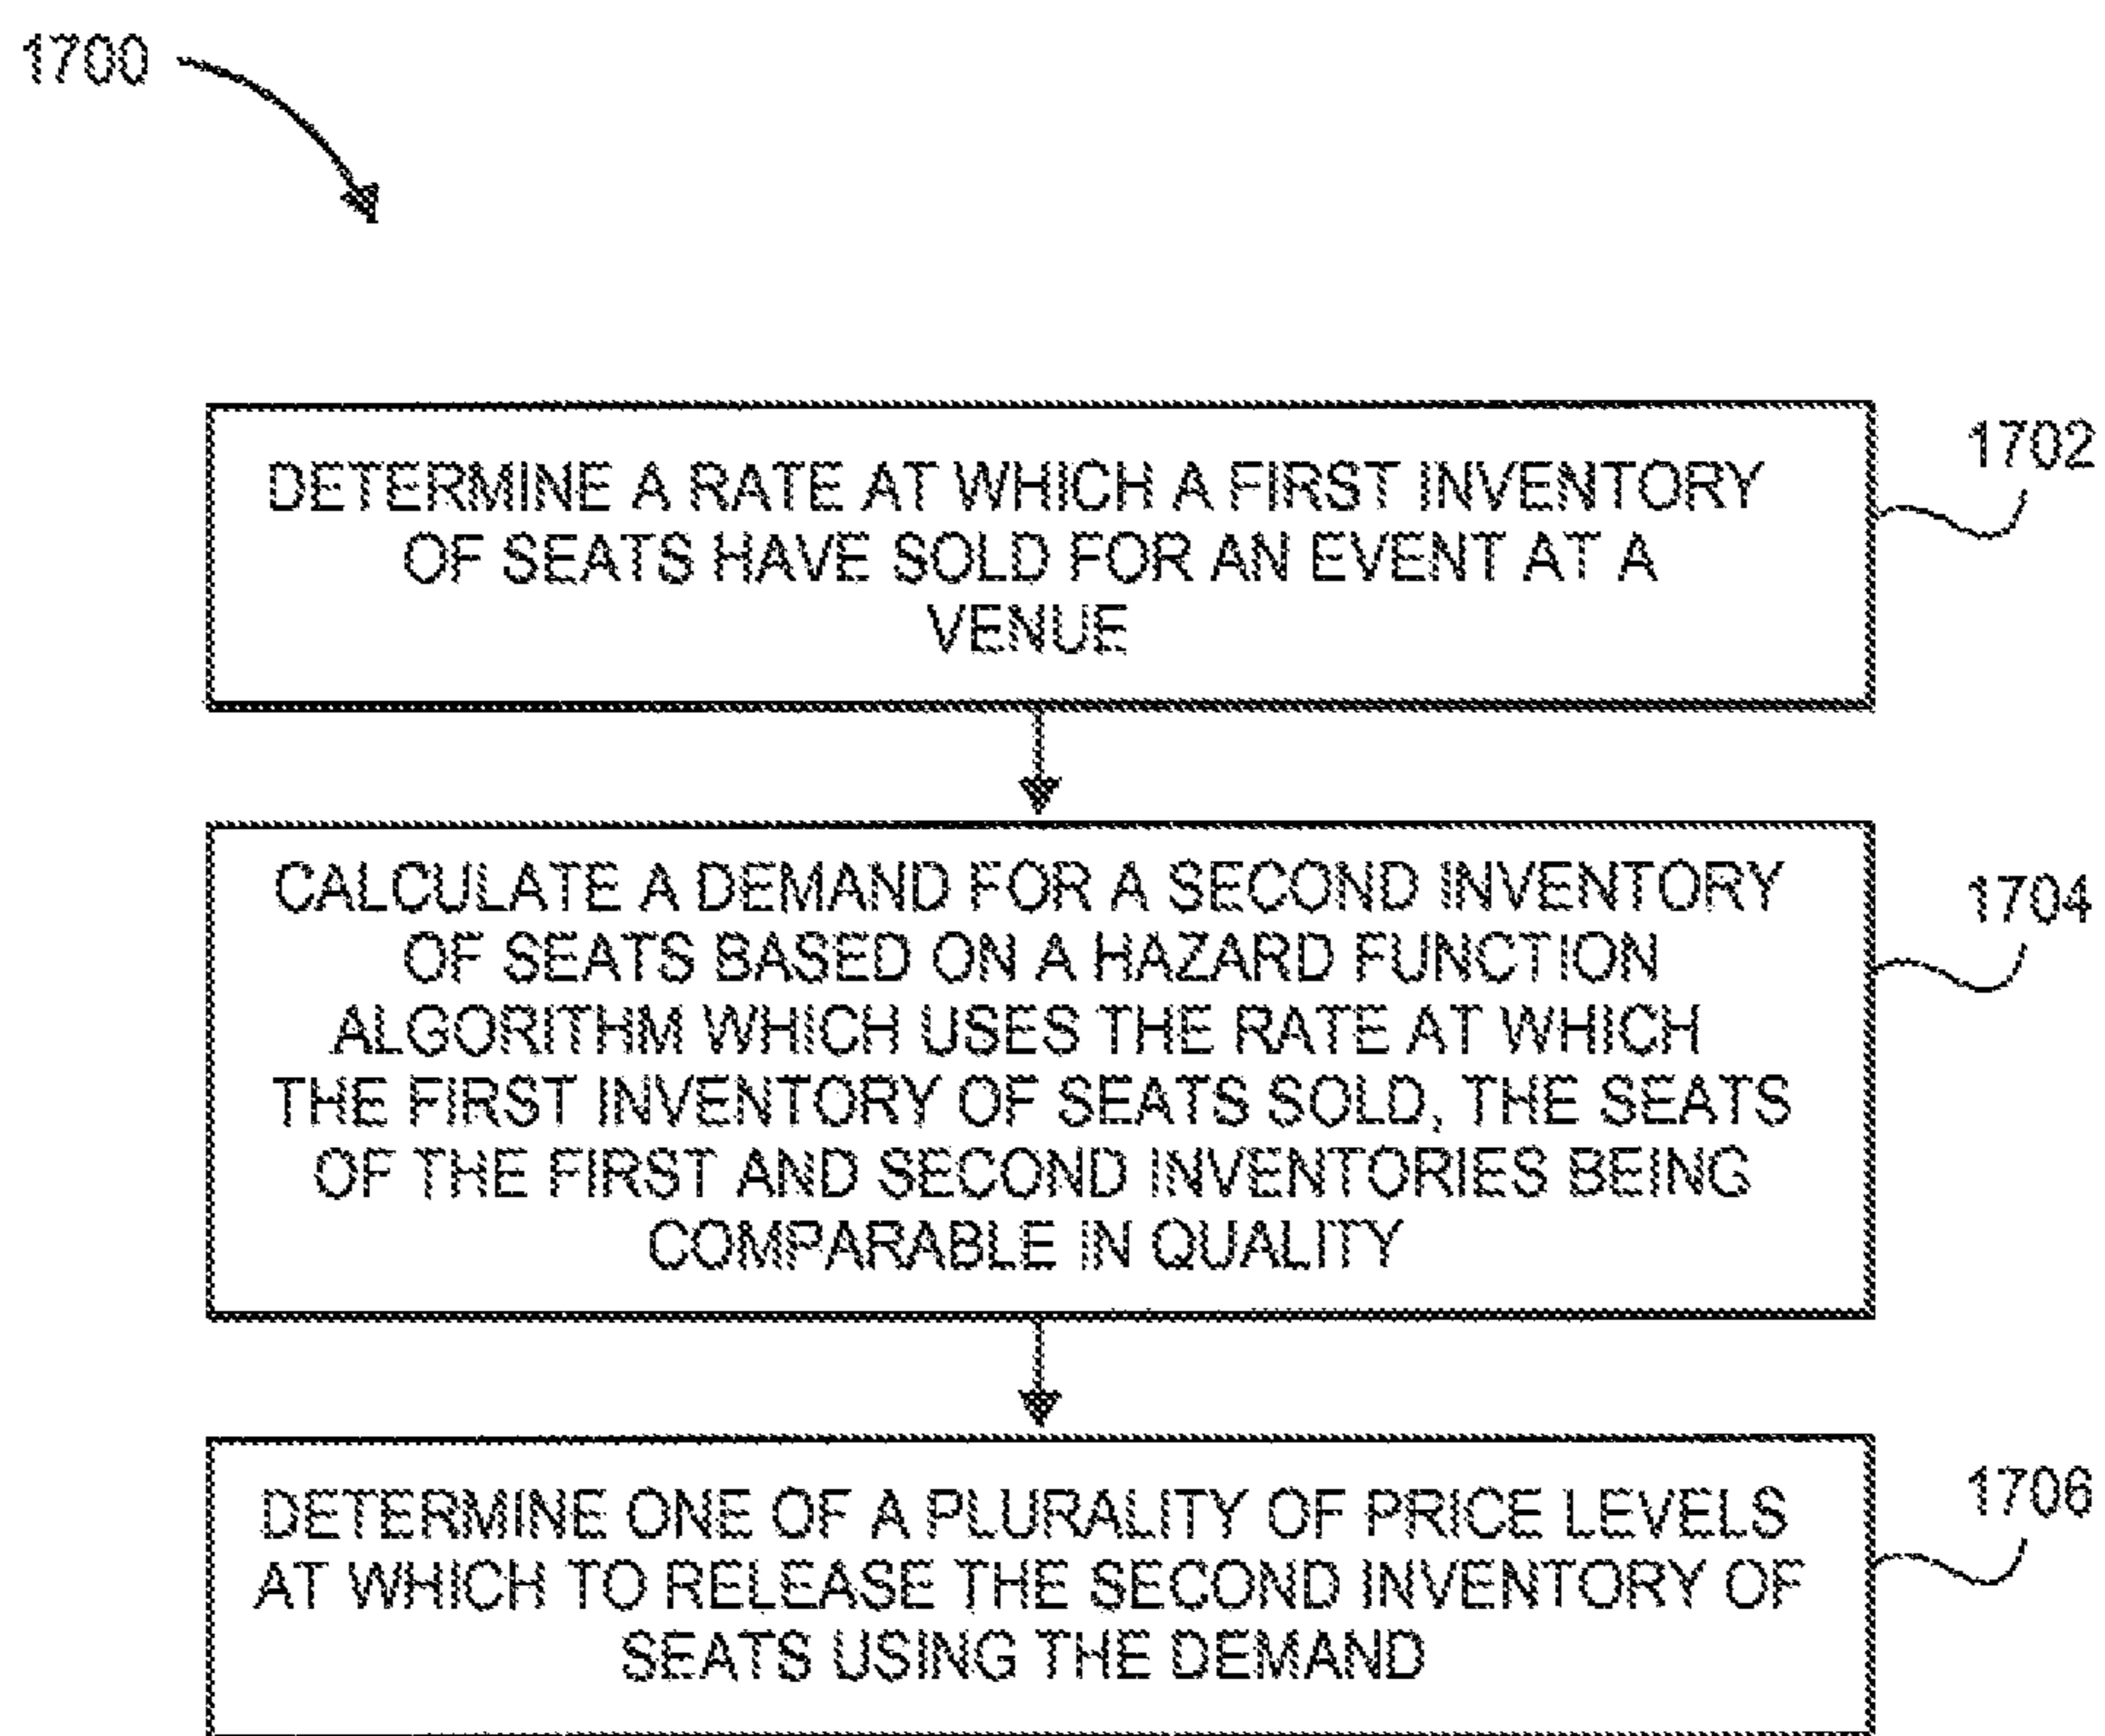 1700
DETERMINE A RATE AT WHICH A FIRST INVENTORY
OF SEATS HAVE SOLD FOR AN EVENT AT A
VENUE
1702
CALCULATE A DEMAND FOR A SECOND INVENTORY
OF SEATS BASED ON A HAZARD FUNCTION
ALGORITHM WHICH USES THE RATE AT WHICH
THE FIRST INVENTORY OF SEATS SOLD, THE SEATS
OF THE FIRST AND SECOND INVENTORIES BEING
COMPARABLE IN QUALITY
1704
DETERMINE ONE OF A PLURALITY OF PRICE LEVELS
AT WHICH TO RELEASE THE SECOND INVENTORY OF
SEATS USING THE DEMAND
1706